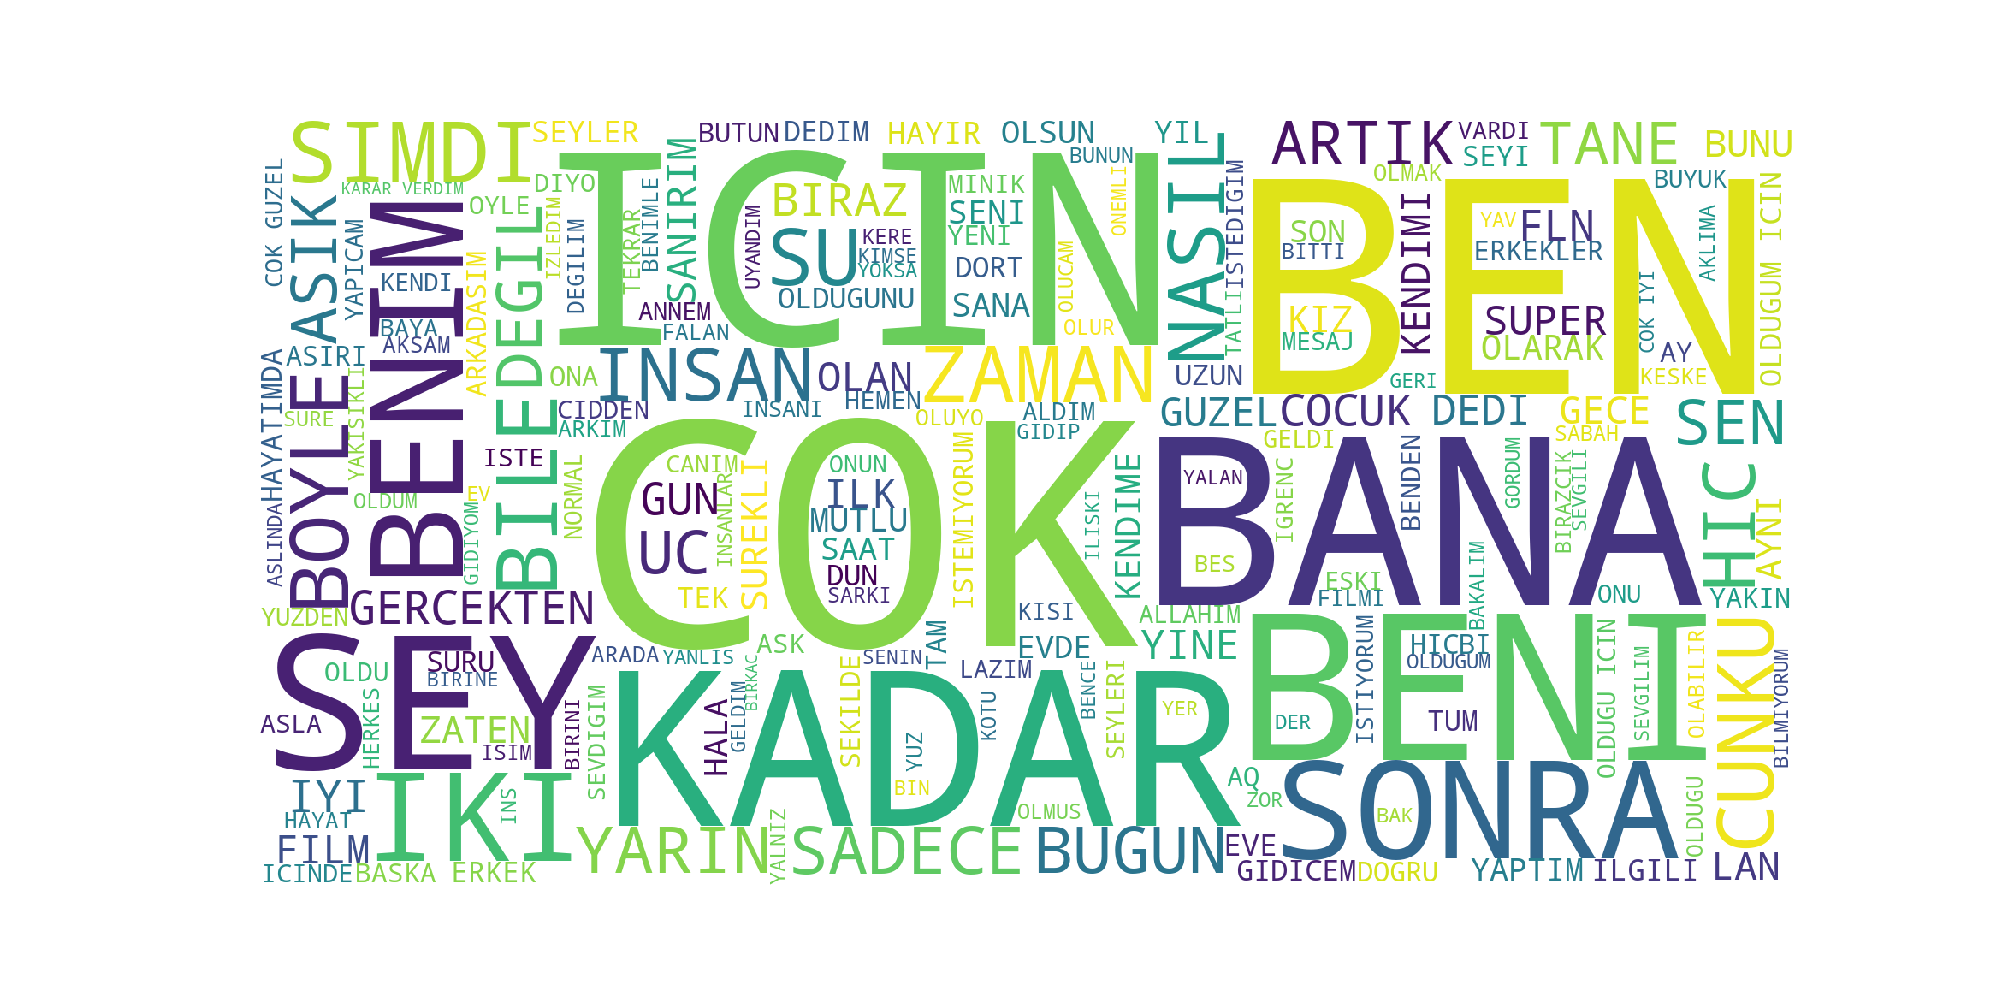 SIMDI
SEYLER
BUTUN
DEDIM
HAYIR
OLSUN
YIL
ARTIK
VARDI
SEYI
TANE
BUNU
COK GUZEL
KARAR VERDIM
OYLE
DIYO
SANIRIM
BIRAZ
MINIK
SENI
YENI
BUNUN
ONEMLI
NASIL
ISTEDIGIM
OLMAK
BUYUK
ICIN
BEN
ASIK
YAPICAM
BENIM
DEGIL
IZLEDIM
DEGILIM
TEKRAR
BENIMLE
UYANDIM
SU
KERE
KIMSE
YOKSA
DORT
OLDUGUNU
SANA
OLUCAM
OLUR
TATLI
SON
BITTI
KENDIMI
YAV
FLN
ERKEKLER
AKLIMA
OLDUGUM ICIN
KENDI
BAYA
AKSAM
ARKADASIM
ANNEM
FALAN
KIZ
MESAJ
SUPER
OLARAK
COK IYI
AY
KESKE
ASIRI
BOYLE
HAYATIMDA
ASLINDA
SURE
YAKISIKLI
BILE
ONA
INSAN
OLAN
ZAMAN
UZUN
GERI
CIDDEN
ARKIM
INSANI
HEMEN
OLUYO
ALDIM
GIDIP
GUZEL
COCUK
DEDI
GECE
SEN
GELDI
SABAH
COK
BANA
ISTE
OLDUM
EV
GIDIYOM
NORMAL
CANIM
GUN
UC
INSANLAR
SUREKLI
ONUN
ILK
MUTLU
SAAT
DUN
SARKI
TEK
ISTEMIYORUM
ILISKI
KENDIME
YALAN
BES
IGRENC
BENDEN
GORDUM
BIRAZCIK
SEVGILI
HIC
AYNI
ESKI
FILMI
BAKALIM
ONU
YAKIN
YUZDEN
GERCEKTEN
KISI
EVDE
ALLAHIM
YINE
BENI
SEY
OLDU
SURU
BIRINE
ARADA
YANLIS
ASK
BIRKAC
SENIN
TAM
LAZIM
HICBI
OLDUGUM
ISTIYORUM
OLDUGU ICIN
SEVGILIM
OLABILIR
CUNKU
BILMIYORUM
ASLA
HERKES
ZATEN
ISIM
BIRINI
SEVDIGIM
KADAR
HALA
GELDIM
SEKILDE
YUZ
KOTU
BENCE
SEYLERI
YER
DER
TUM
IYI
HAYAT
IKI
INS
BIN
OLMUS
AQ
ZOR
SONRA
BAK
OLDUGU
FILM
YARIN
YALNIZ
SADECE
BUGUN
EVE
ICINDE
BASKA
ERKEK
GIDICEM
DOGRU
YAPTIM
ILGILI
LAN